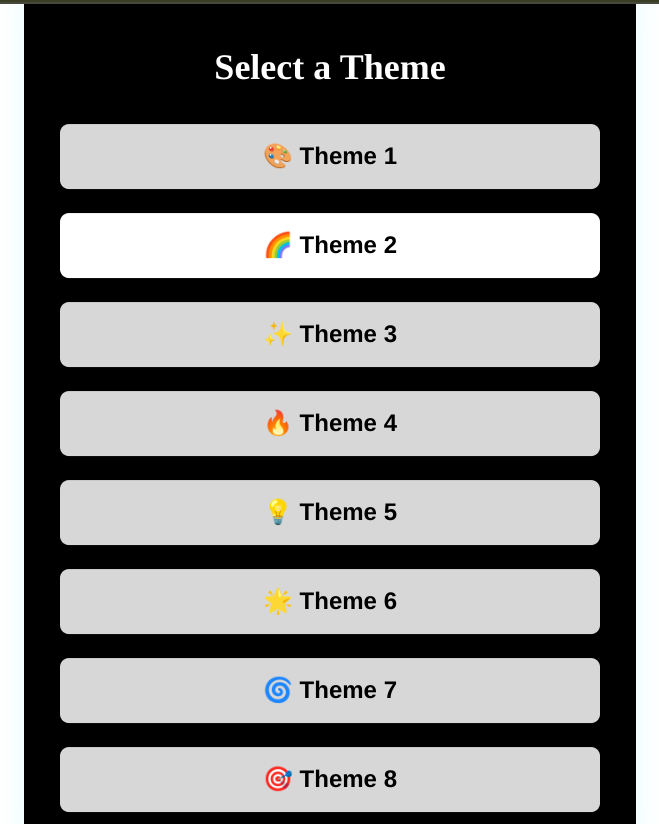 Select a Theme
🎨 Theme 1
🌈 Theme 2
✨ Theme 3
🔥 Theme 4
💡 Theme 5
🌟 Theme 6
🌀 Theme 7
🎯 Theme 8